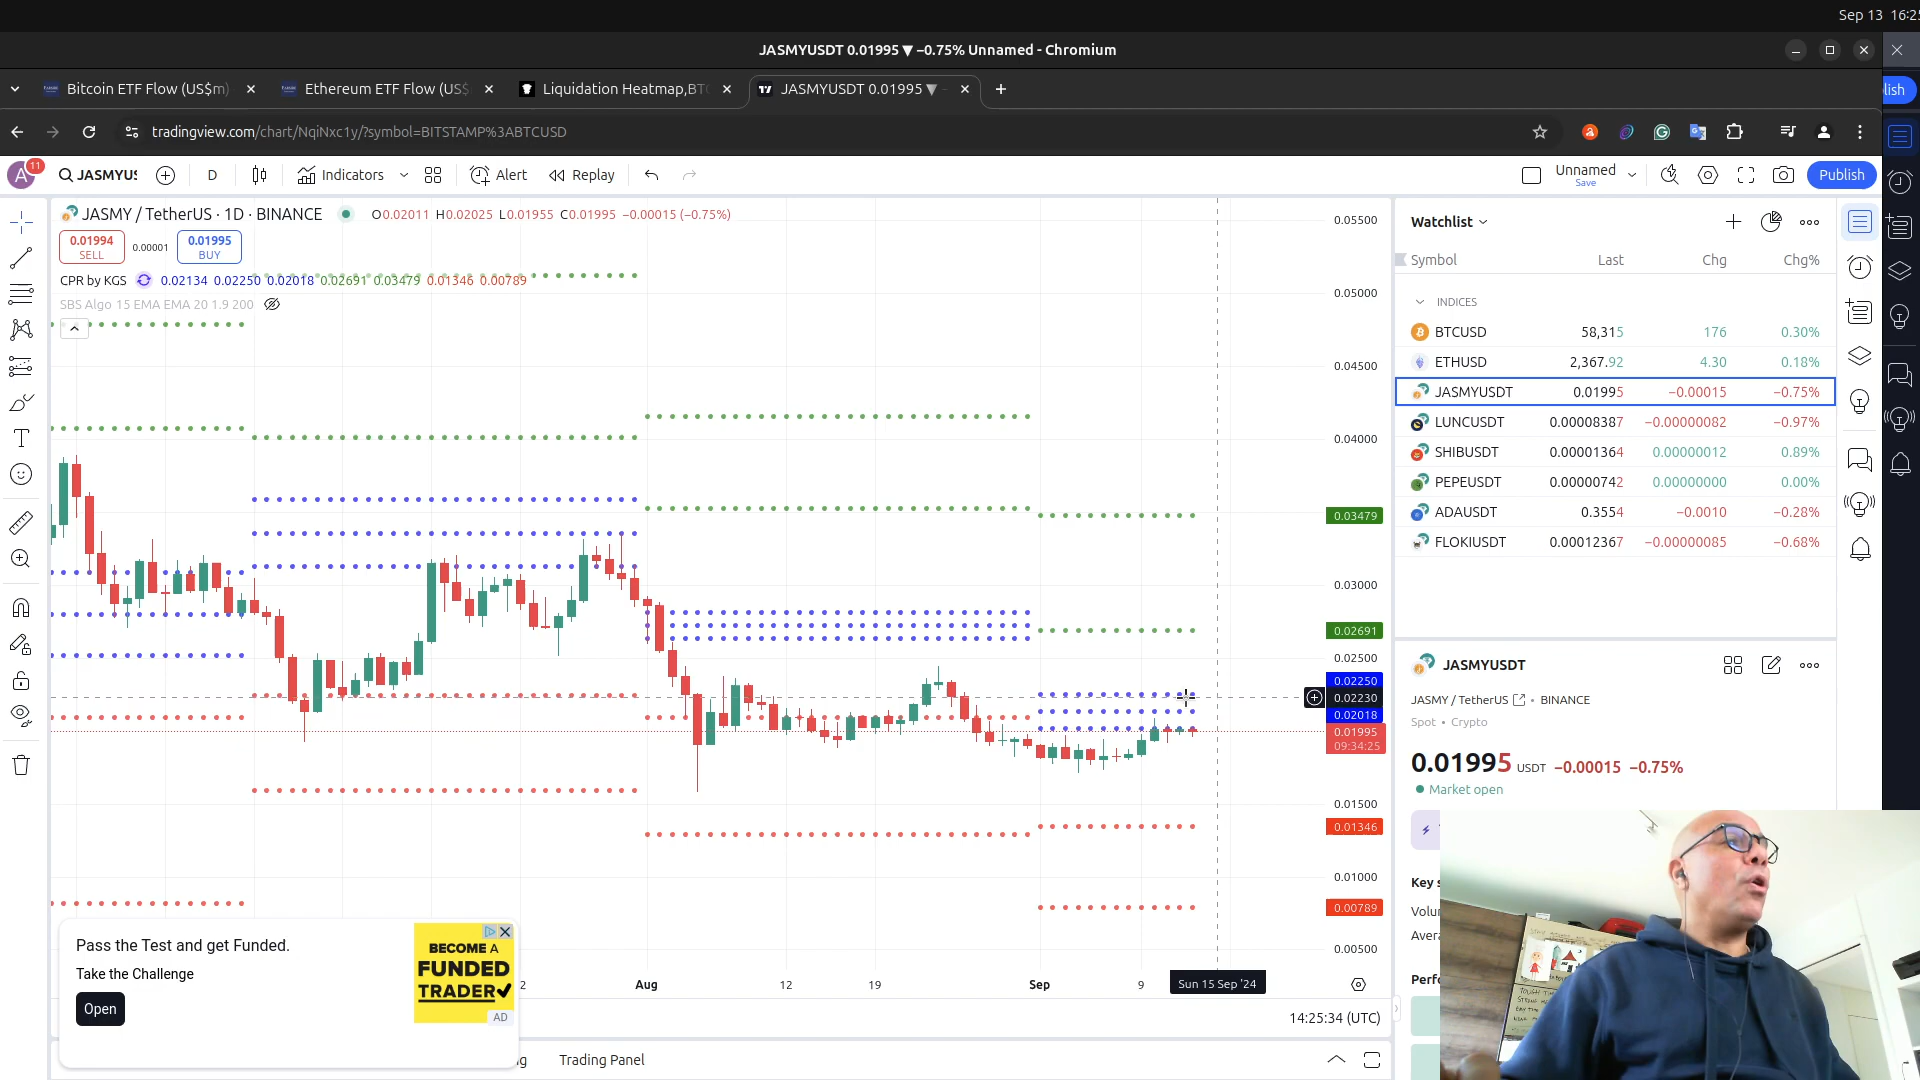 Sep 13 16:25
JASMYUSDT 0.01995 ▼ −0.75% Unnamed - Chromium
Bitcoin ETF Flow (US$m)
Ethereum ETF Flow (US$
Liquidation Heatmap,BTC
JASMYUSDT 0.01995 ▼
tradingview.com/chart/NqiNxc1y/?symbol=BITSTAMP%3ABTCUSD
A 11 JASMYUS D Indicators Alert Replay Unnamed Save Publish
JASMY / TetherUS · 1D · BINANCE O0.02011 H0.02025 L0.01955 C0.01995 −0.00015 (−0.75%)
0.01994 SELL 0.00001 0.01995 BUY
CPR by KGS 0.02134 0.02250 0.02018 0.02691 0.03479 0.01346 0.00789
SBS Algo 15 EMA EMA 20 1.9 200
0.05500
0.05000
0.04500
0.04000
0.03479
0.03000
0.02691
0.02500
0.02250
0.02230
0.02018
0.01995
09:34:25
0.01500
0.01346
0.01000
0.00789
0.00500
Aug 12 19 Sep 9 Sun 15 Sep '24
14:25:34 (UTC)
Trading Panel
Pass the Test and get Funded.
Take the Challenge
Open
BECOME A
FUNDED
TRADER
AD
Watchlist
Symbol Last Chg Chg%
INDICES
BTCUSD 58,315 176 0.30%
ETHUSD 2,367.92 4.30 0.18%
JASMYUSDT 0.01995 −0.00015 −0.75%
LUNCUSDT 0.00008387 −0.00000082 −0.97%
SHIBUSDT 0.00001364 0.00000012 0.89%
PEPEUSDT 0.00000742 0.00000000 0.00%
ADAUSDT 0.3554 −0.0010 −0.28%
FLOKIUSDT 0.00012367 −0.00000085 −0.68%
JASMYUSDT
JASMY / TetherUS • BINANCE
Spot • Crypto
0.01995 USDT −0.00015 −0.75%
Market open
Key s
Volu
Avera
Perfo